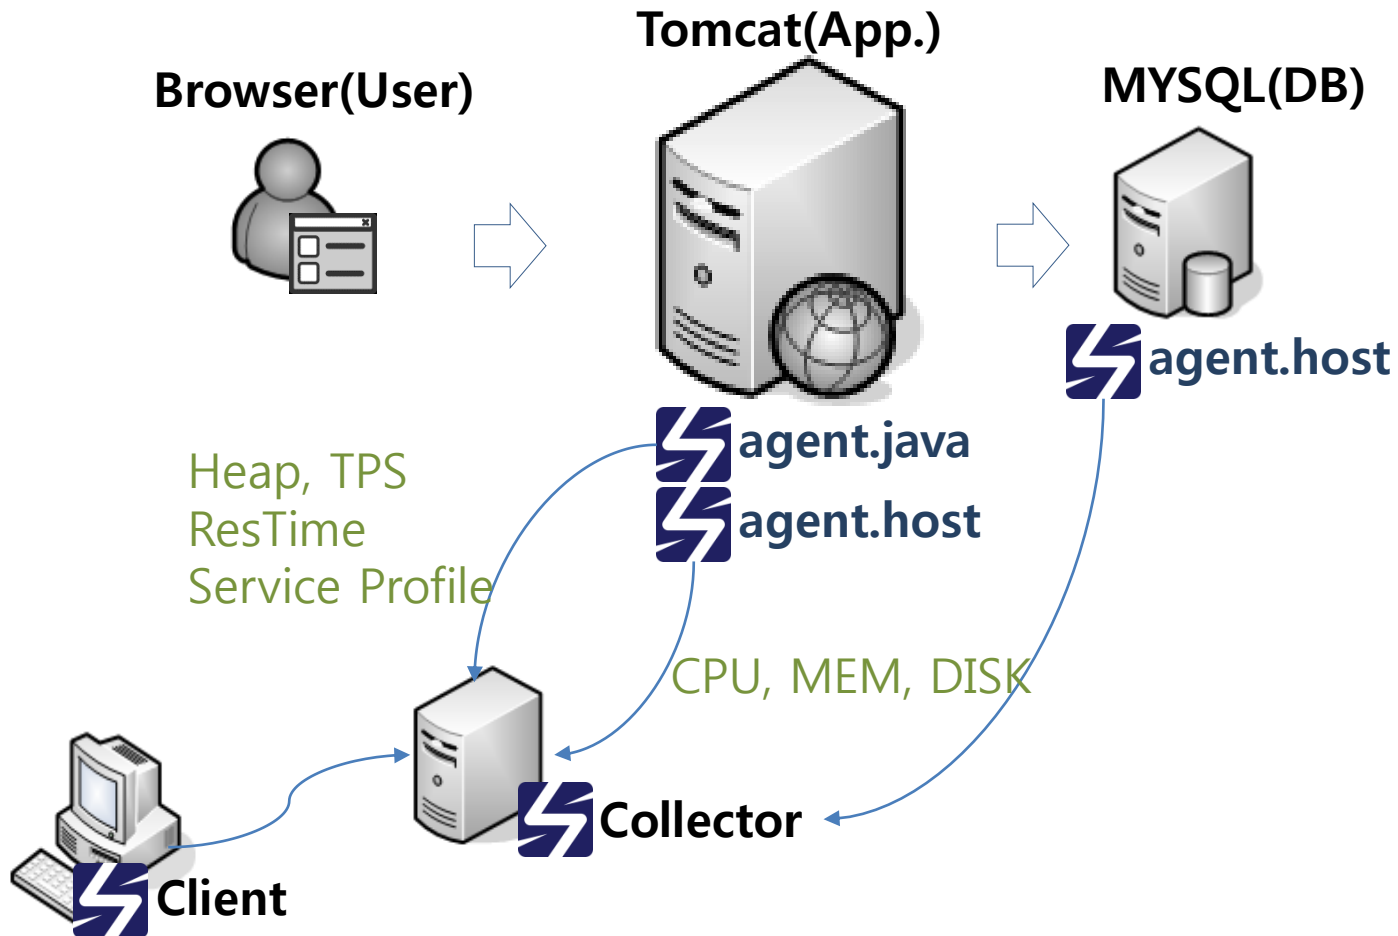 Tomcat(App.)
Browser(User)
MYSQL(DB)
agent.host
agent.java
agent.host
Heap, TPS
ResTime
Service Profile
CPU, MEM, DISK
Collector
Client